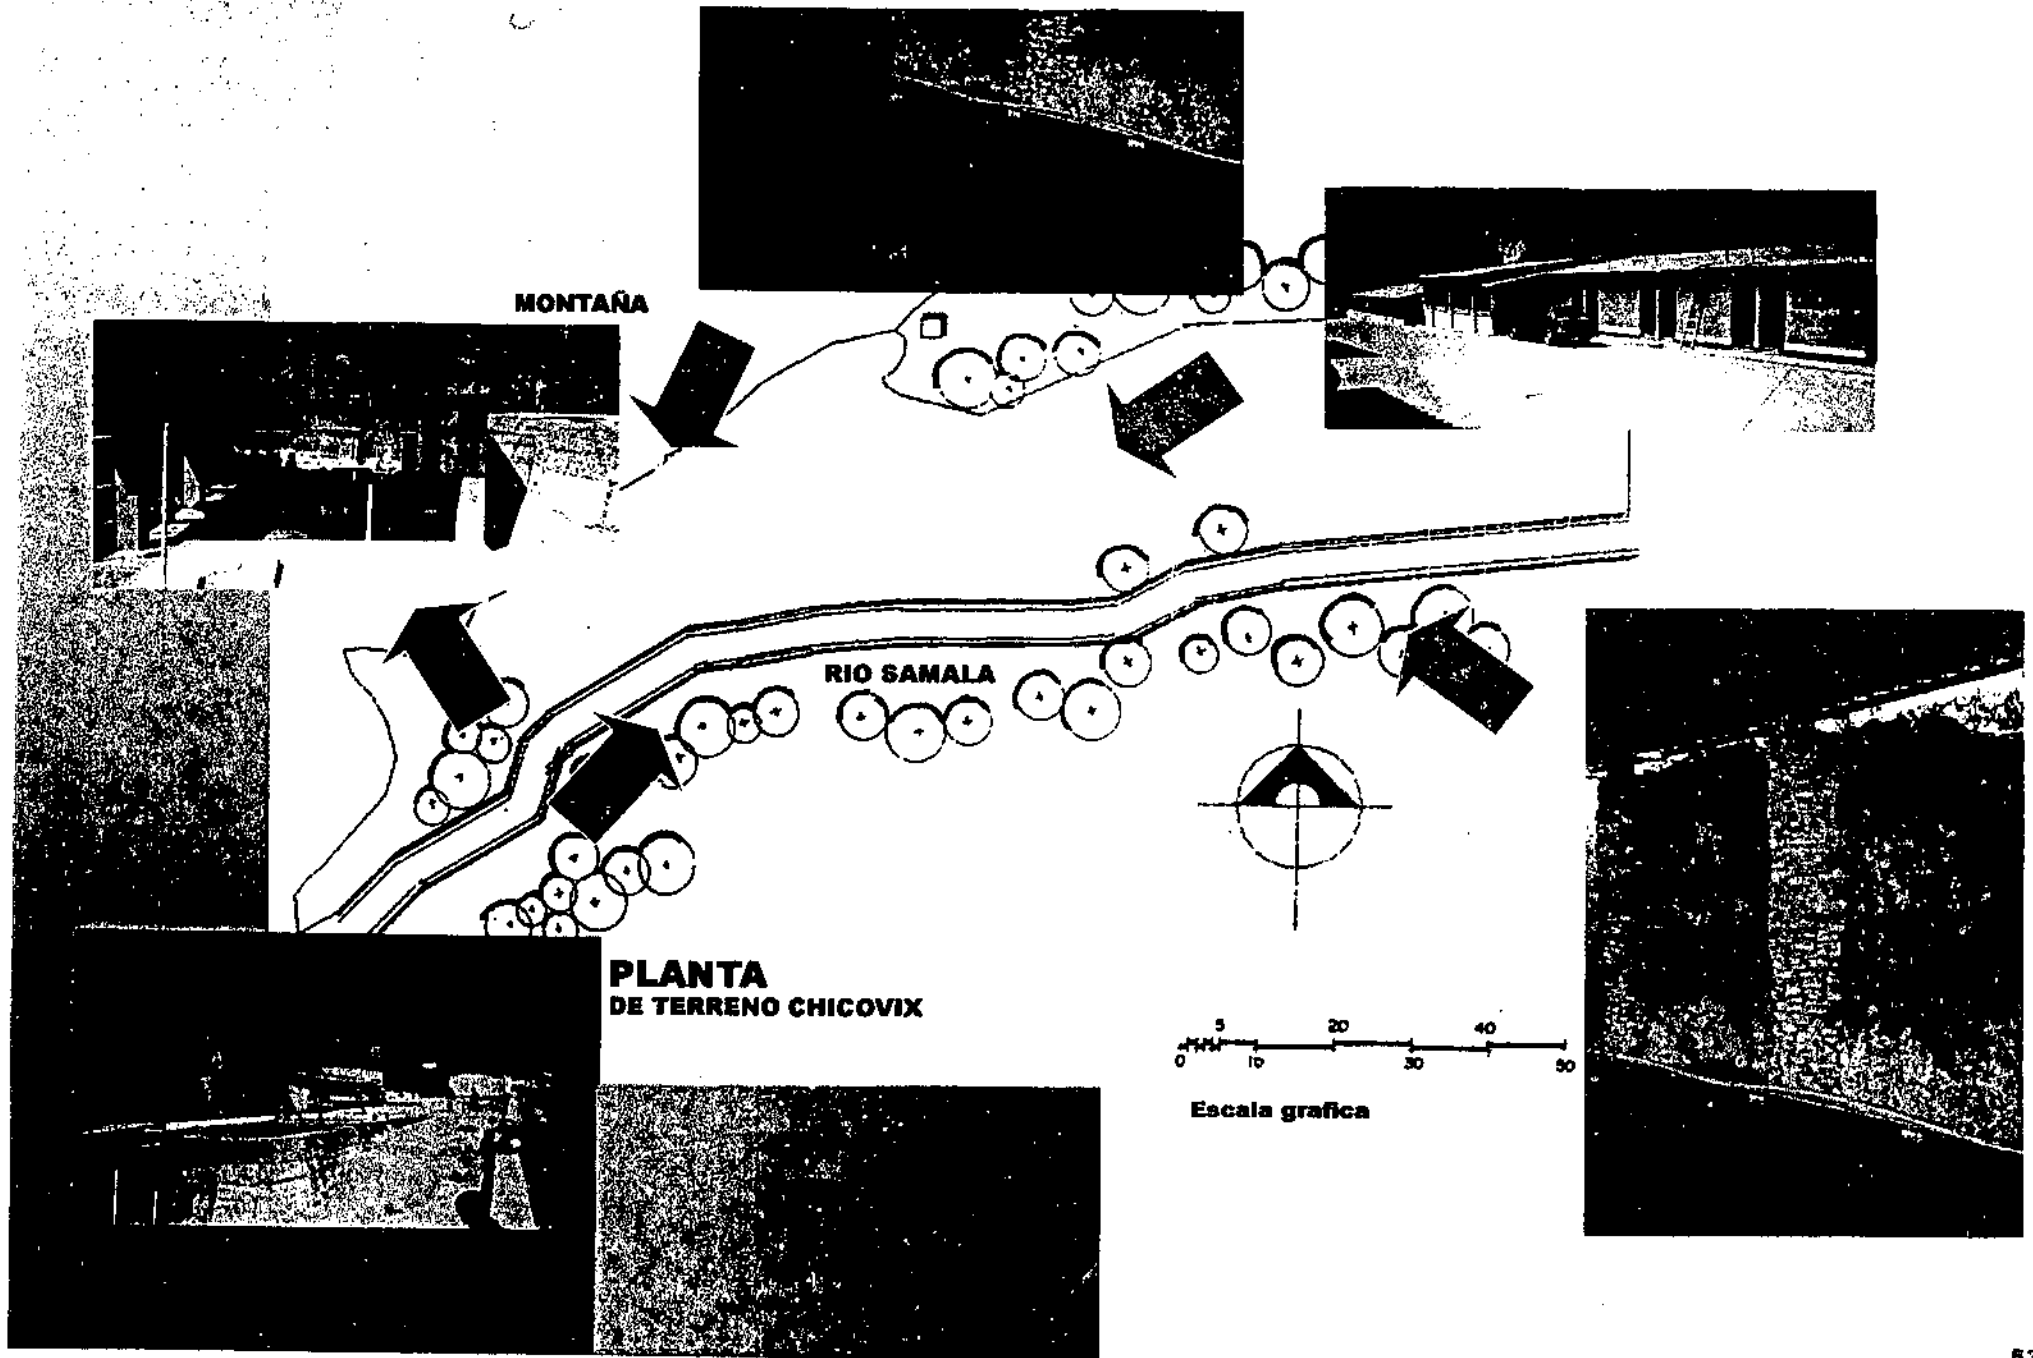 MONTAÑA
RIO SAMALA
PLANTA
DE TERRENO CHICOVIX
5 20 40
0 10 30 50
Escala grafica